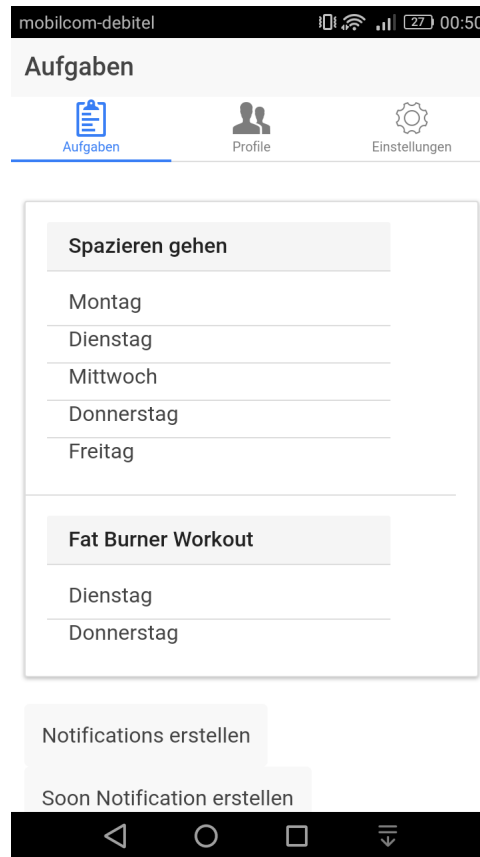 mobilcom-debitel 27 00:50
Aufgaben
Aufgaben Profile Einstellungen
Spazieren gehen
Montag
Dienstag
Mittwoch
Donnerstag
Freitag
Fat Burner Workout
Dienstag
Donnerstag
Notifications erstellen
Soon Notification erstellen